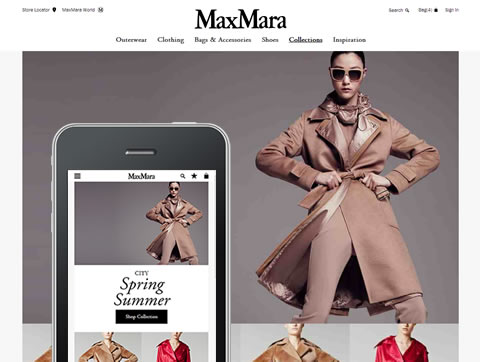 Store Locator MaxMara World M
MaxMara
Search Bag(4) Sign In
Outerwear Clothing Bags & Accessories Shoes Collections Inspiration
MaxMara
CITY
Spring
Summer
Shop Collection